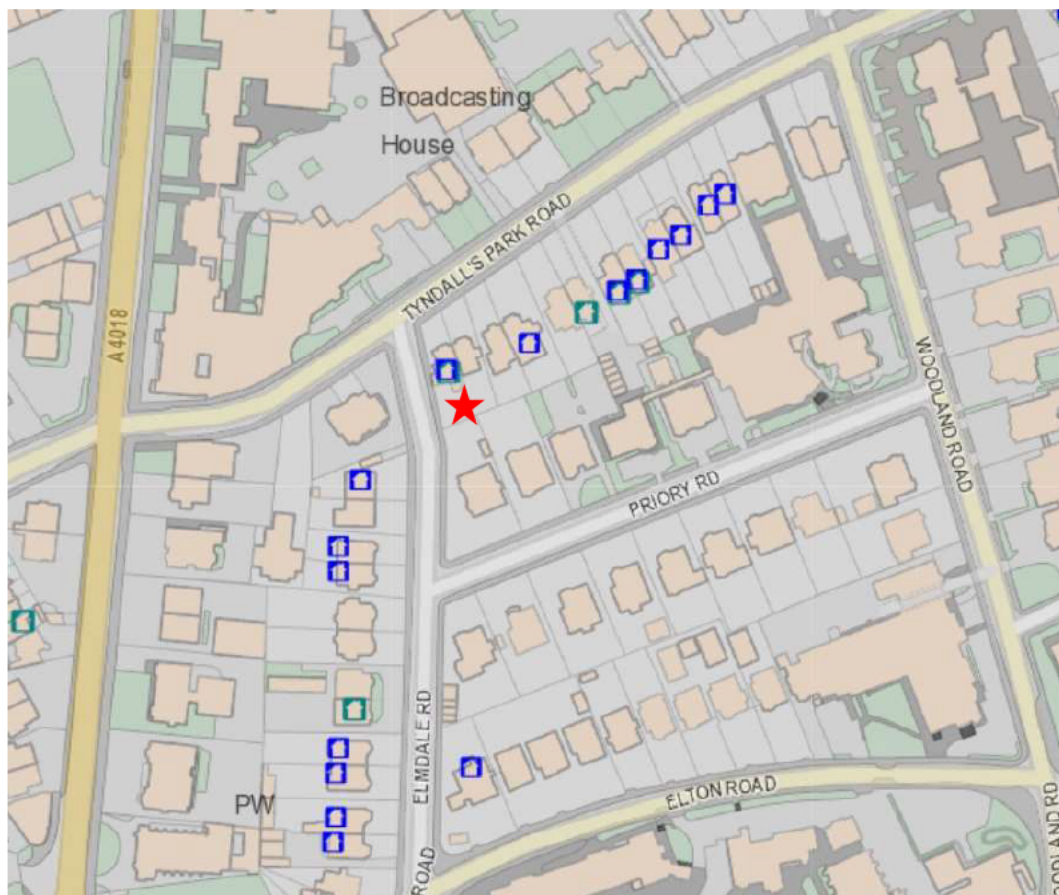 Broadcasting
House
TYNDALL'S PARK ROAD
A4018
WOODLAND ROAD
PRIORY RD
ELMDALE RD
PW
ELTON ROAD
ROAD